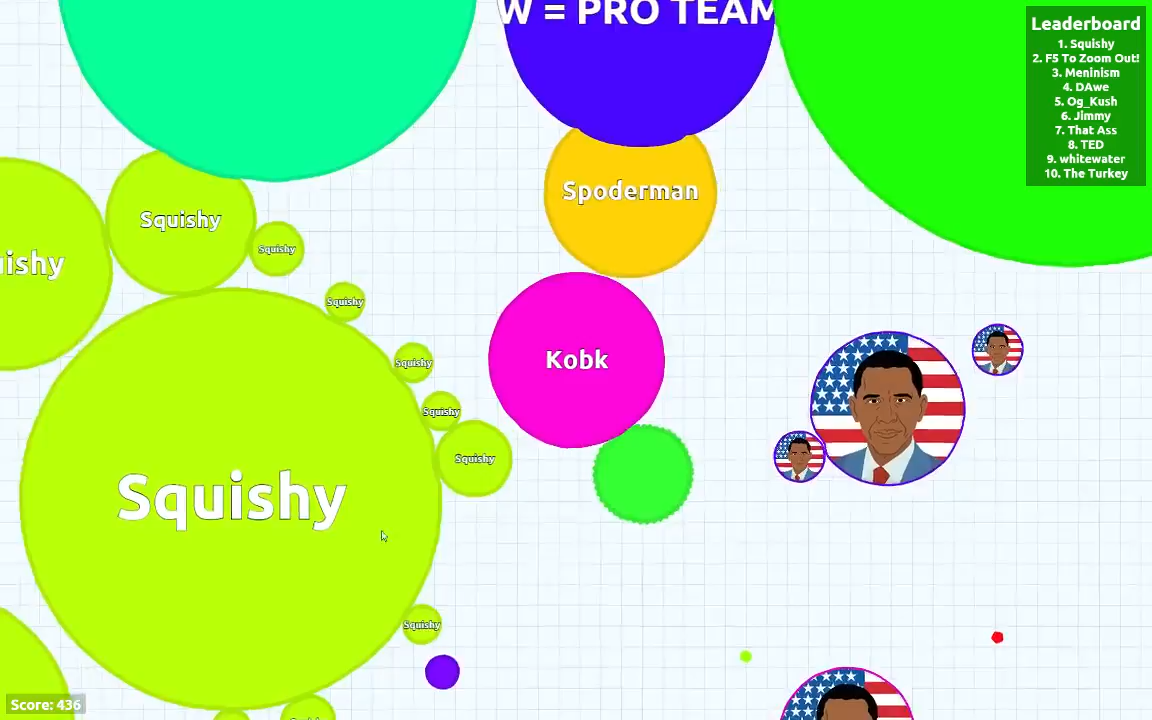 W = PRO TEAM
Leaderboard
1. Squishy
2. F5 To Zoom Out!
3. Meninism
4. DAwe
5. Og_Kush
6. Jimmy
7. That Ass
8. TED
9. whitewater
10. The Turkey
Spoderman
Squishy
Squishy
uishy
Squishy
Kobk
Squishy
Squishy
Squishy
Squishy
Squishy
Score: 436